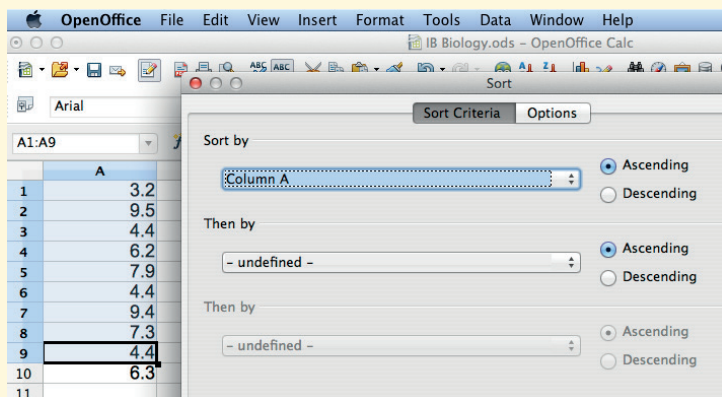 OpenOffice File Edit View Insert Format Tools Data Window Help
IB Biology.ods – OpenOffice Calc
ABC ABC
Sort
Arial
Sort Criteria Options
A1:A9
Sort by
A
Column A
Ascending
Descending
1 3.2
2 9.5
3 4.4
4 6.2
5 7.9
6 4.4
7 9.4
8 7.3
9 4.4
10 6.3
11
Then by
– undefined –
Ascending
Descending
Then by
– undefined –
Ascending
Descending